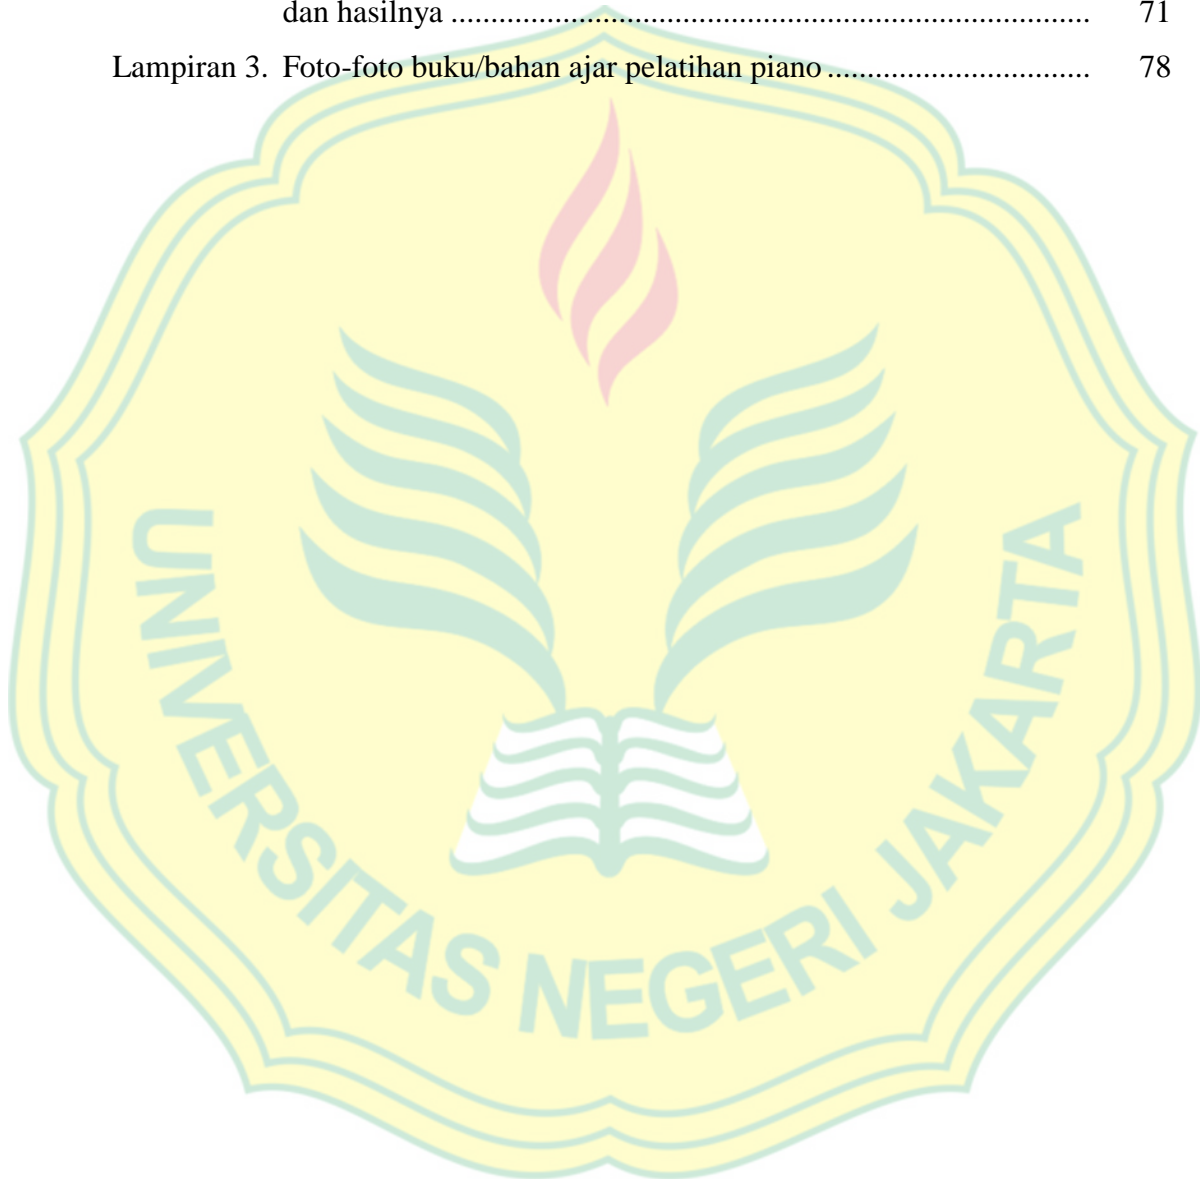 dan hasilnya ................................................................................ 71
Lampiran 3. Foto-foto buku/bahan ajar pelatihan piano ................................. 78
UNIVERSITAS NEGERI JAKARTA